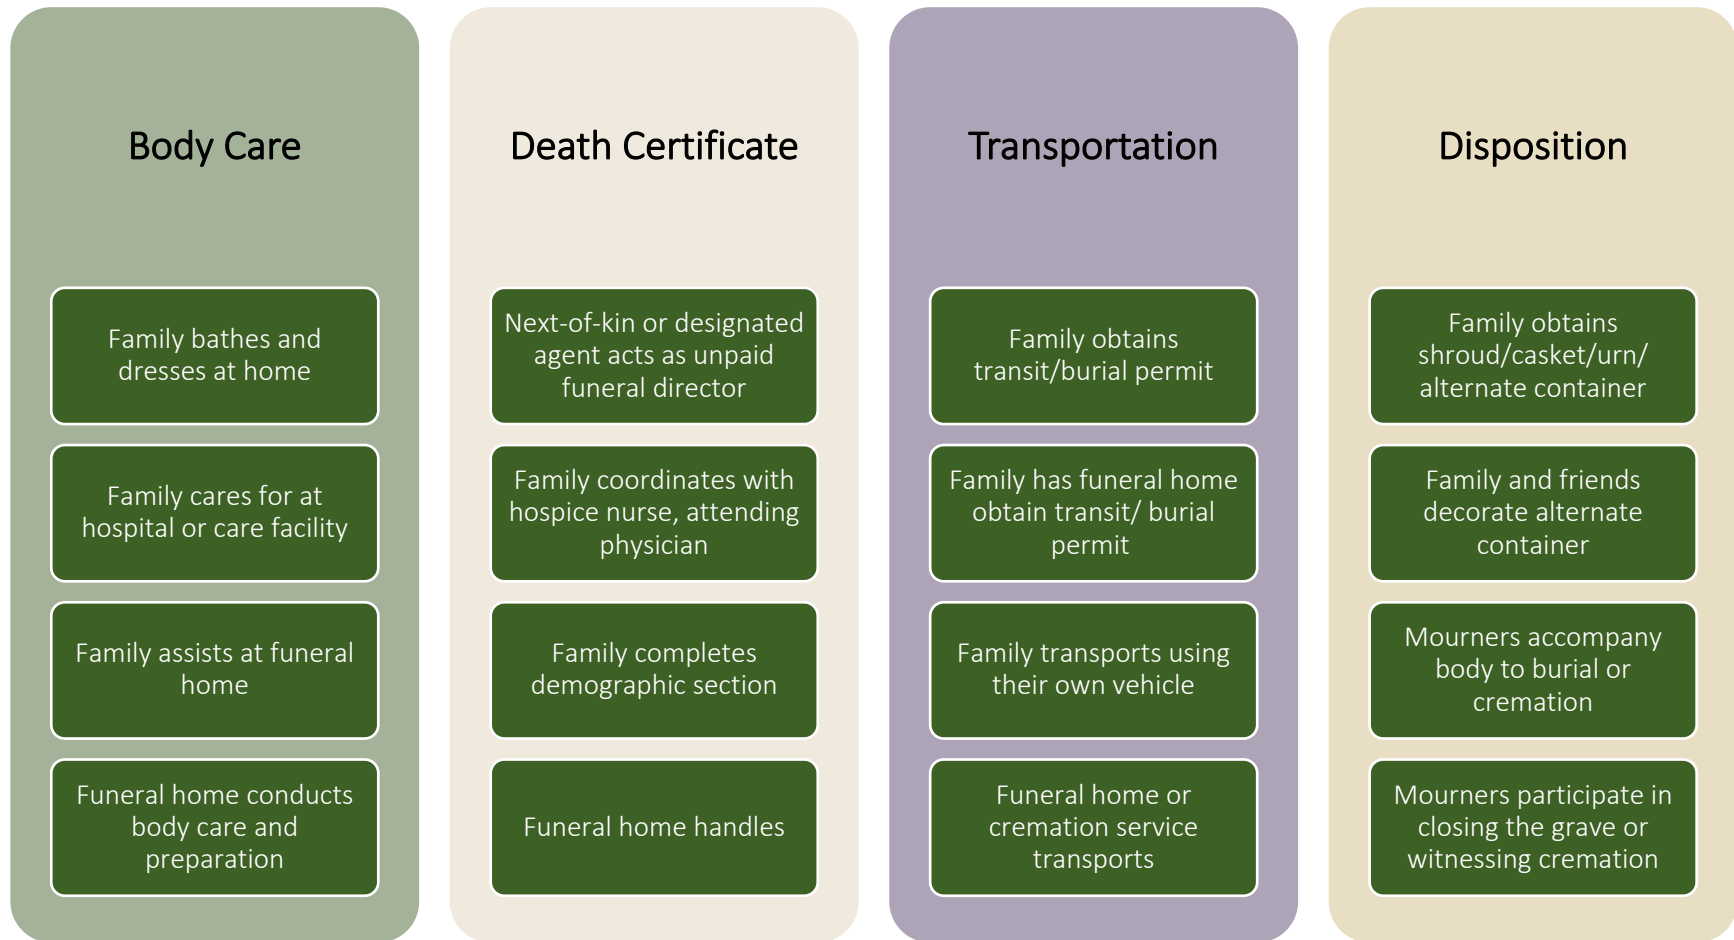 Body Care
Family bathes and
dresses at home
Family cares for at
hospital or care facility
Family assists at funeral
home
Funeral home conducts
body care and
preparation
Death Certificate
Next-of-kin or designated
agent acts as unpaid
funeral director
Family coordinates with
hospice nurse, attending
physician
Family completes
demographic section
Funeral home handles
Transportation
Family obtains
transit/burial permit
Family has funeral home
obtain transit/ burial
permit
Family transports using
their own vehicle
Funeral home or
cremation service
transports
Disposition
Family obtains
shroud/casket/urn/
alternate container
Family and friends
decorate alternate
container
Mourners accompany
body to burial or
cremation
Mourners participate in
closing the grave or
witnessing cremation